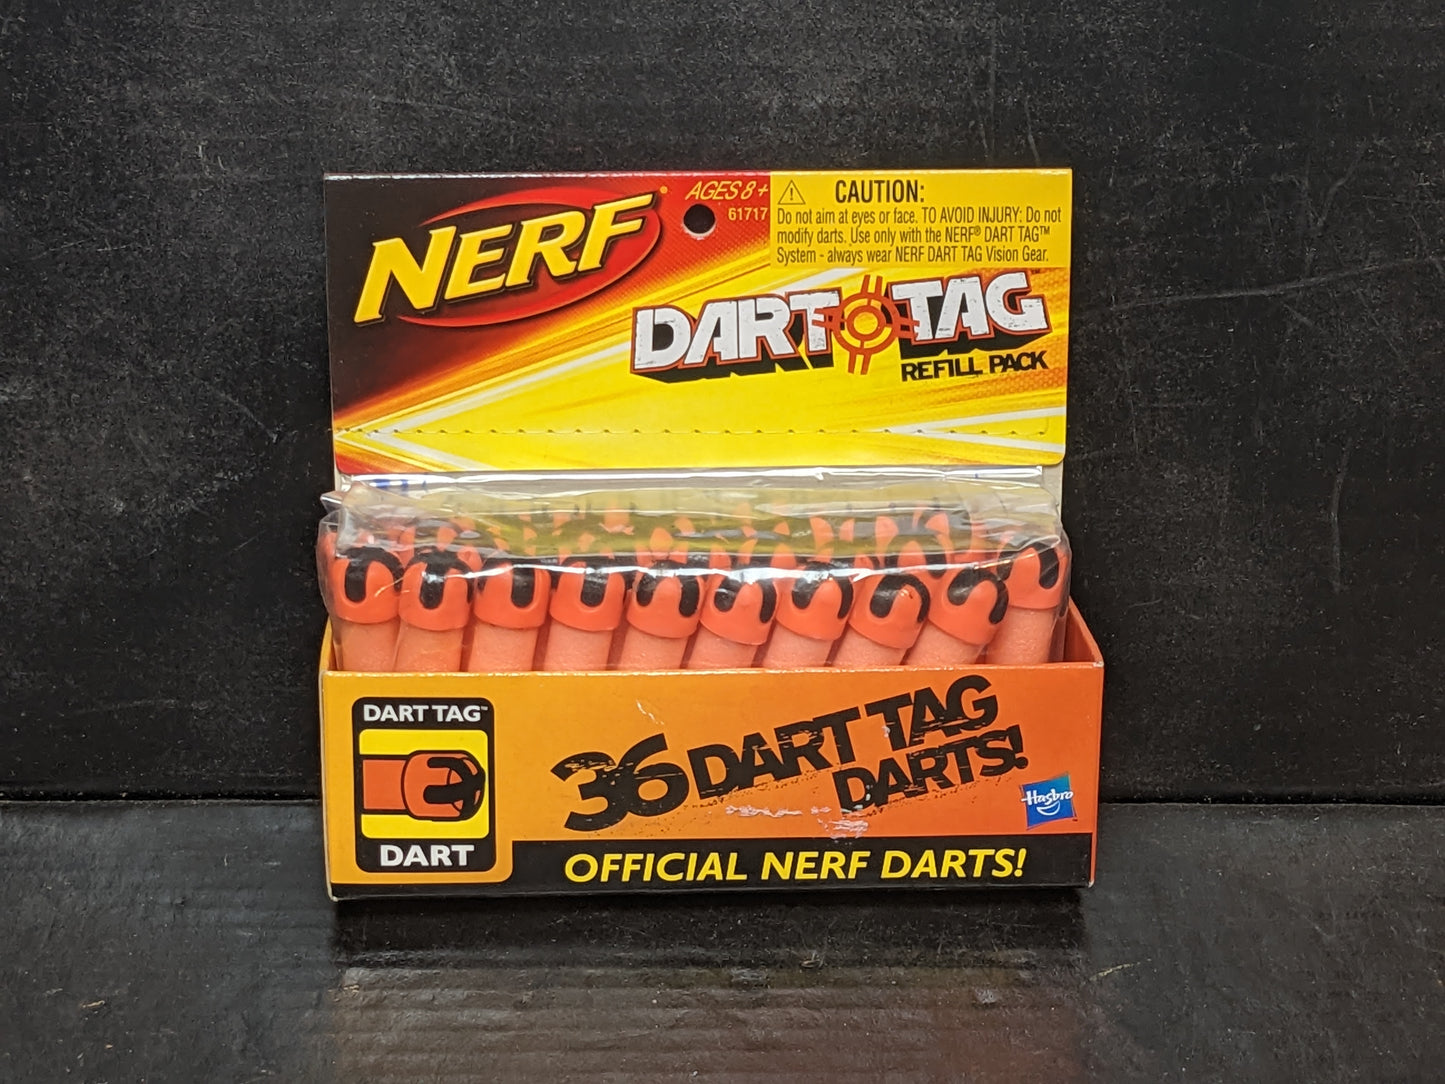 NERF®
AGES 8+
61717
CAUTION:
Do not aim at eyes or face. TO AVOID INJURY: Do not
modify darts. Use only with the NERF® DART TAG™
System - always wear NERF DART TAG Vision Gear.
DART TAG™
REFILL PACK
DART TAG™
DART
36 DART TAG
DARTS!
Hasbro
OFFICIAL NERF DARTS!